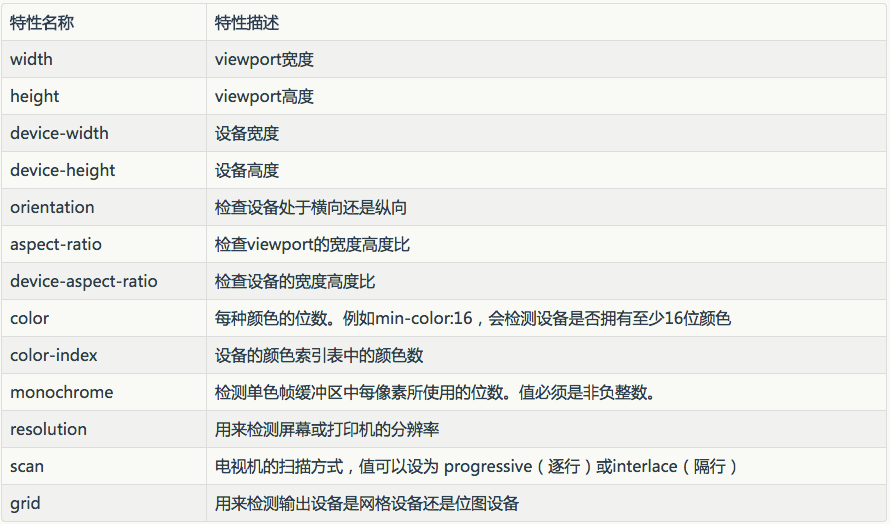 特性名称 特性描述
width viewport宽度
height viewport高度
device-width 设备宽度
device-height 设备高度
orientation 检查设备处于横向还是纵向
aspect-ratio 检查viewport的宽度高度比
device-aspect-ratio 检查设备的宽度高度比
color 每种颜色的位数。例如min-color:16，会检测设备是否拥有至少16位颜色
color-index 设备的颜色索引表中的颜色数
monochrome 检测单色帧缓冲区中每像素所使用的位数。值必须是非负整数。
resolution 用来检测屏幕或打印机的分辨率
scan 电视机的扫描方式，值可以设为 progressive（逐行）或interlace（隔行）
grid 用来检测输出设备是网格设备还是位图设备